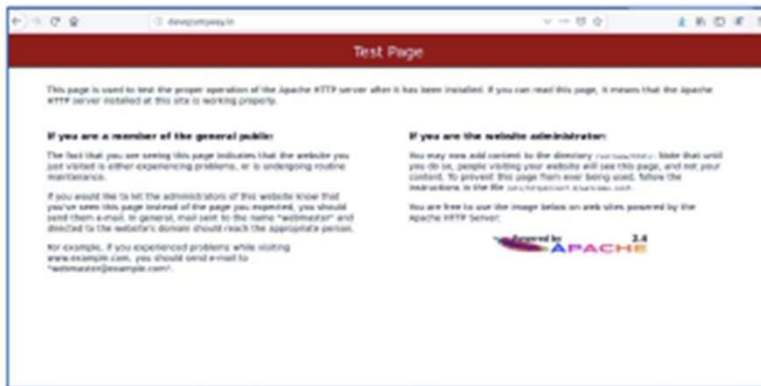 Test Page
This page is used to test the proper operation of the Apache HTTP server after it has been installed. If you can read this page, it means that the Apache
HTTP server installed at this site is working properly.
If you are a member of the general public:
The fact that you are seeing this page indicates that the website you
just visited is either experiencing problems, or is undergoing routine
maintenance.
If you would like to let the administrators of this website know that
you've seen this page instead of the page you expected, you should
send them e-mail. In general, mail sent to the name "webmaster" and
directed to the website's domain should reach the appropriate person.
For example, if you experienced problems while visiting
www.example.com, you should send e-mail to
"webmaster@example.com".
If you are the website administrator:
You may now add content to the directory Note that until
you do so, people visiting your website will see this page, and not your
content. To prevent this page from ever being used, follow the
instructions in the file
You are free to use the image below on web sites powered by the
Apache HTTP Server:
Powered by 2.4
APACHE